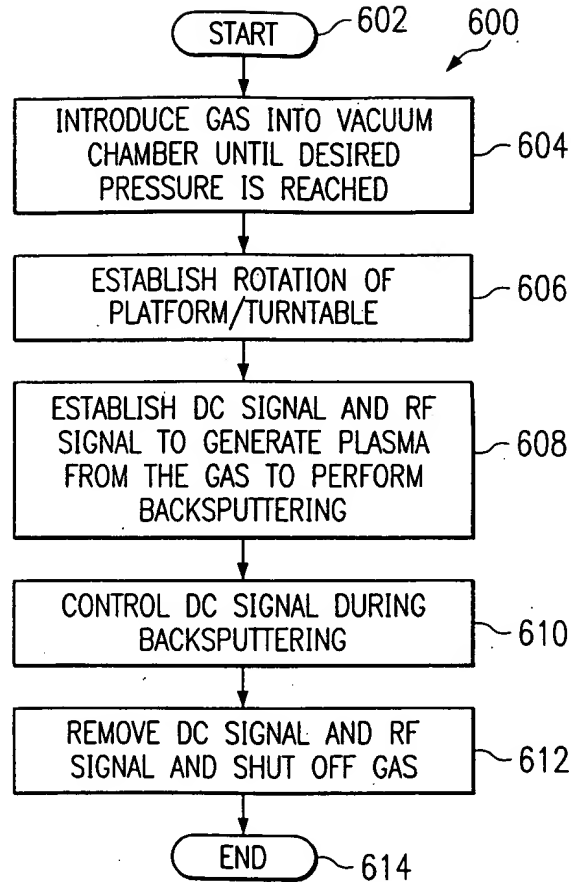 START
602
600
INTRODUCE GAS INTO VACUUM
CHAMBER UNTIL DESIRED
PRESSURE IS REACHED
604
ESTABLISH ROTATION OF
PLATFORM/TURNTABLE
606
ESTABLISH DC SIGNAL AND RF
SIGNAL TO GENERATE PLASMA
FROM THE GAS TO PERFORM
BACKSPUTTERING
608
CONTROL DC SIGNAL DURING
BACKSPUTTERING
610
REMOVE DC SIGNAL AND RF
SIGNAL AND SHUT OFF GAS
612
END
614